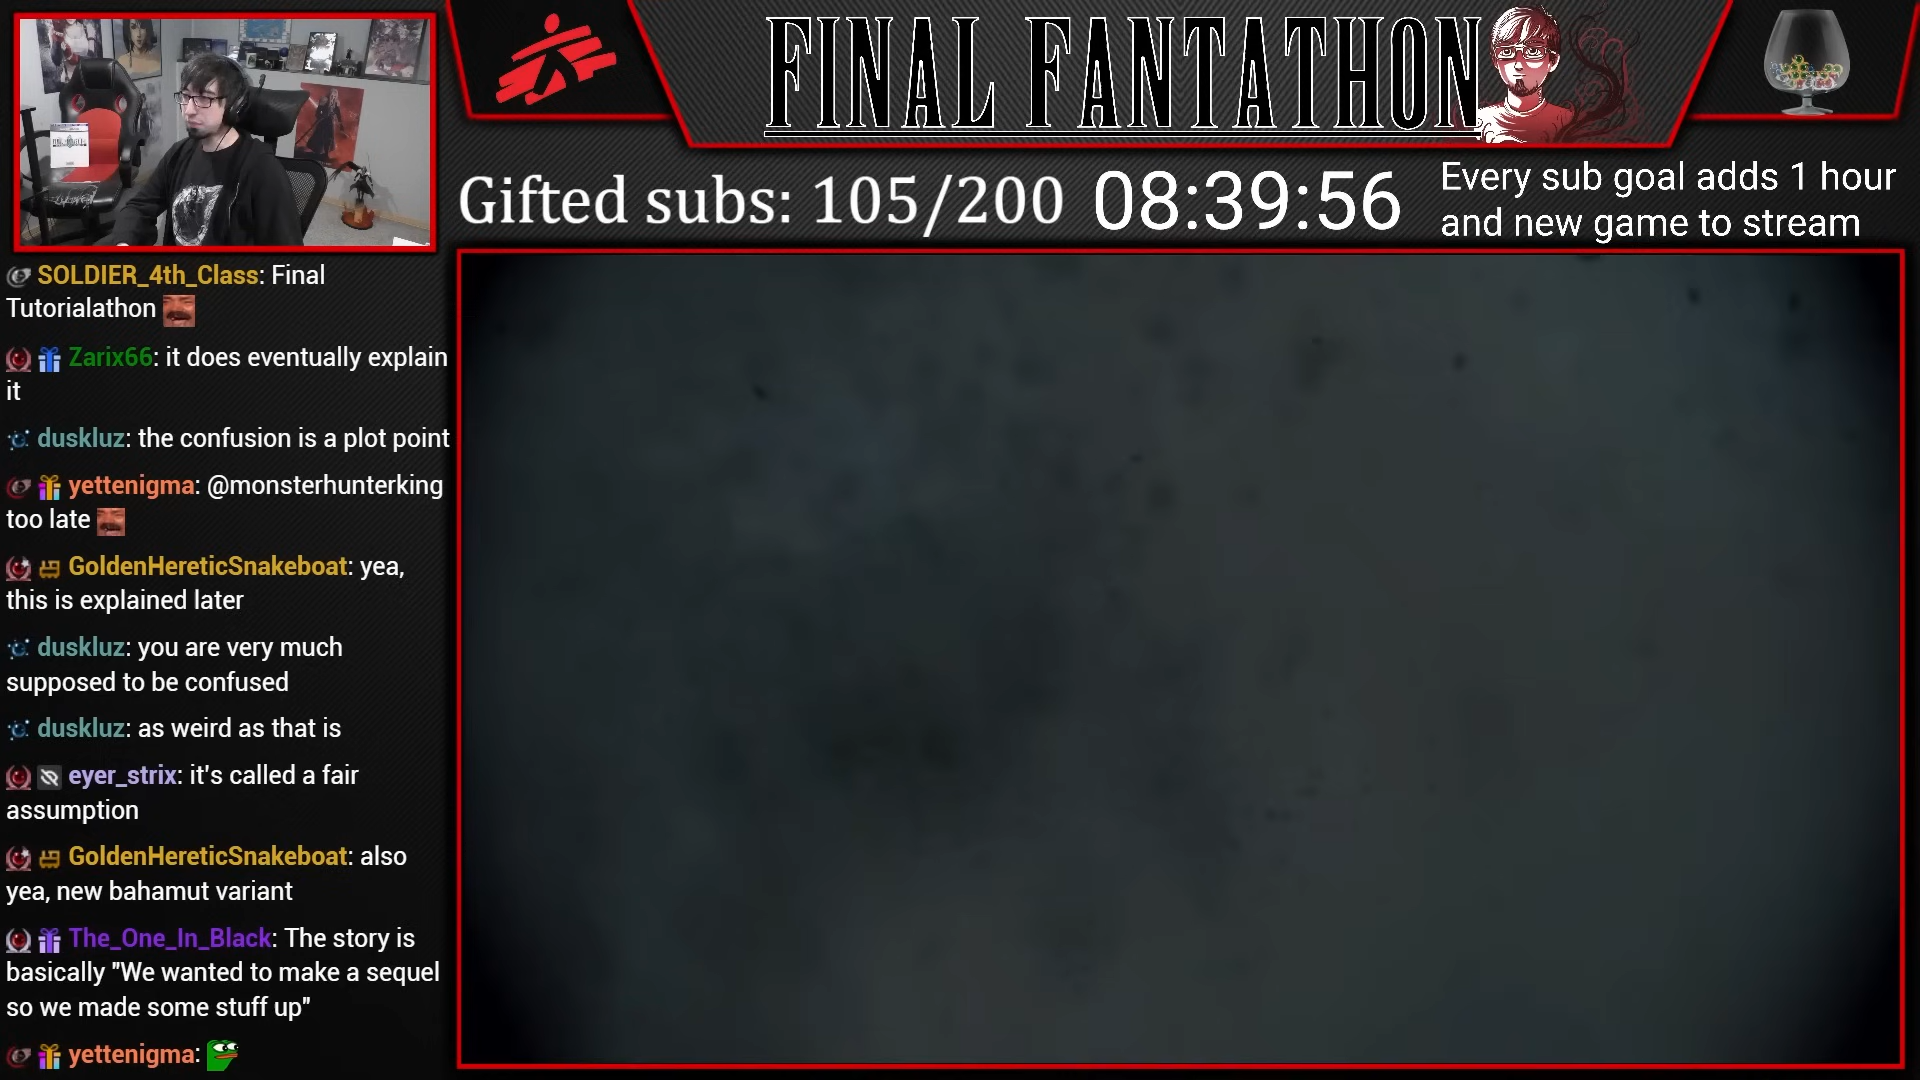 FINAL FANTATHON
Gifted subs: 105/200
08:39:56
Every sub goal adds 1 hour
and new game to stream
SOLDIER_4th_Class: Final
Tutorialathon
Zarix66: it does eventually explain
it
duskluz: the confusion is a plot point
yettenigma: @monsterhunterking
too late
GoldenHereticSnakeboat: yea,
this is explained later
duskluz: you are very much
supposed to be confused
duskluz: as weird as that is
eyer_strix: it's called a fair
assumption
GoldenHereticSnakeboat: also
yea, new bahamut variant
The_One_In_Black: The story is
basically "We wanted to make a sequel
so we made some stuff up"
yettenigma: